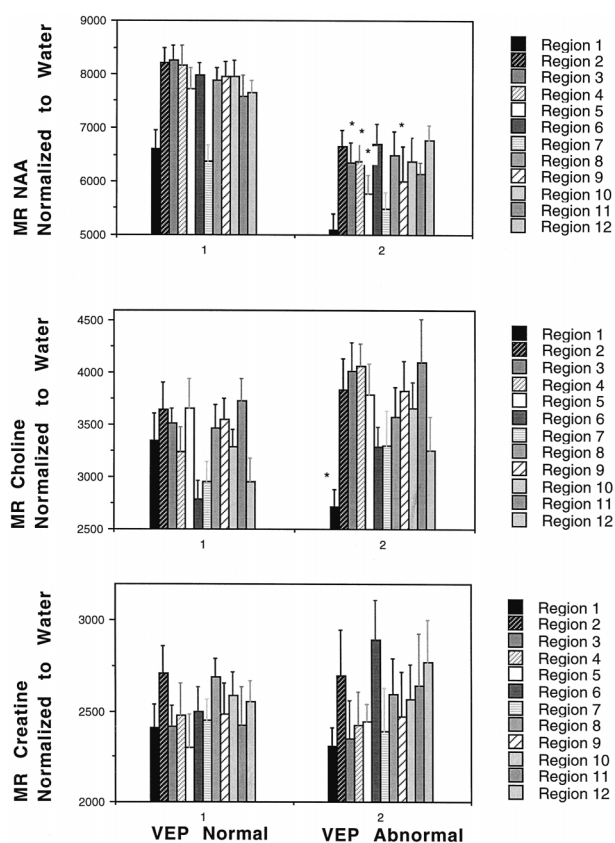 MR NAA
Normalized to Water
9000
8000
7000
6000
5000
* * * *
1
2
Region 1
Region 2
Region 3
Region 4
Region 5
Region 6
Region 7
Region 8
Region 9
Region 10
Region 11
Region 12
MR Choline
Normalized to Water
4500
4000
3500
3000
2500
*
1
2
Region 1
Region 2
Region 3
Region 4
Region 5
Region 6
Region 7
Region 8
Region 9
Region 10
Region 11
Region 12
MR Creatine
Normalized to Water
3000
2500
2000
1
2
VEP Normal
VEP Abnormal
Region 1
Region 2
Region 3
Region 4
Region 5
Region 6
Region 7
Region 8
Region 9
Region 10
Region 11
Region 12